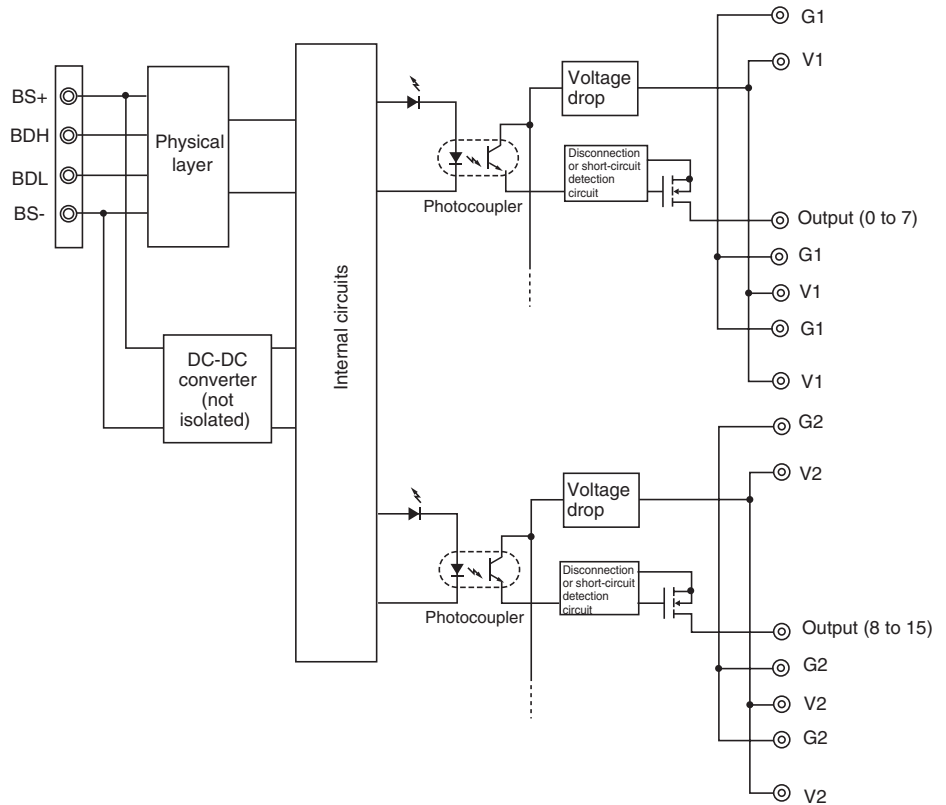 G1
V1
BS+
BDH
BDL
BS-
Physical
layer
Voltage
drop
Disconnection
or short-circuit
detection
circuit
Photocoupler
Output (0 to 7)
G1
V1
G1
V1
Internal circuits
DC-DC
converter
(not
isolated)
G2
V2
Voltage
drop
Disconnection
or short-circuit
detection
circuit
Photocoupler
Output (8 to 15)
G2
V2
G2
V2